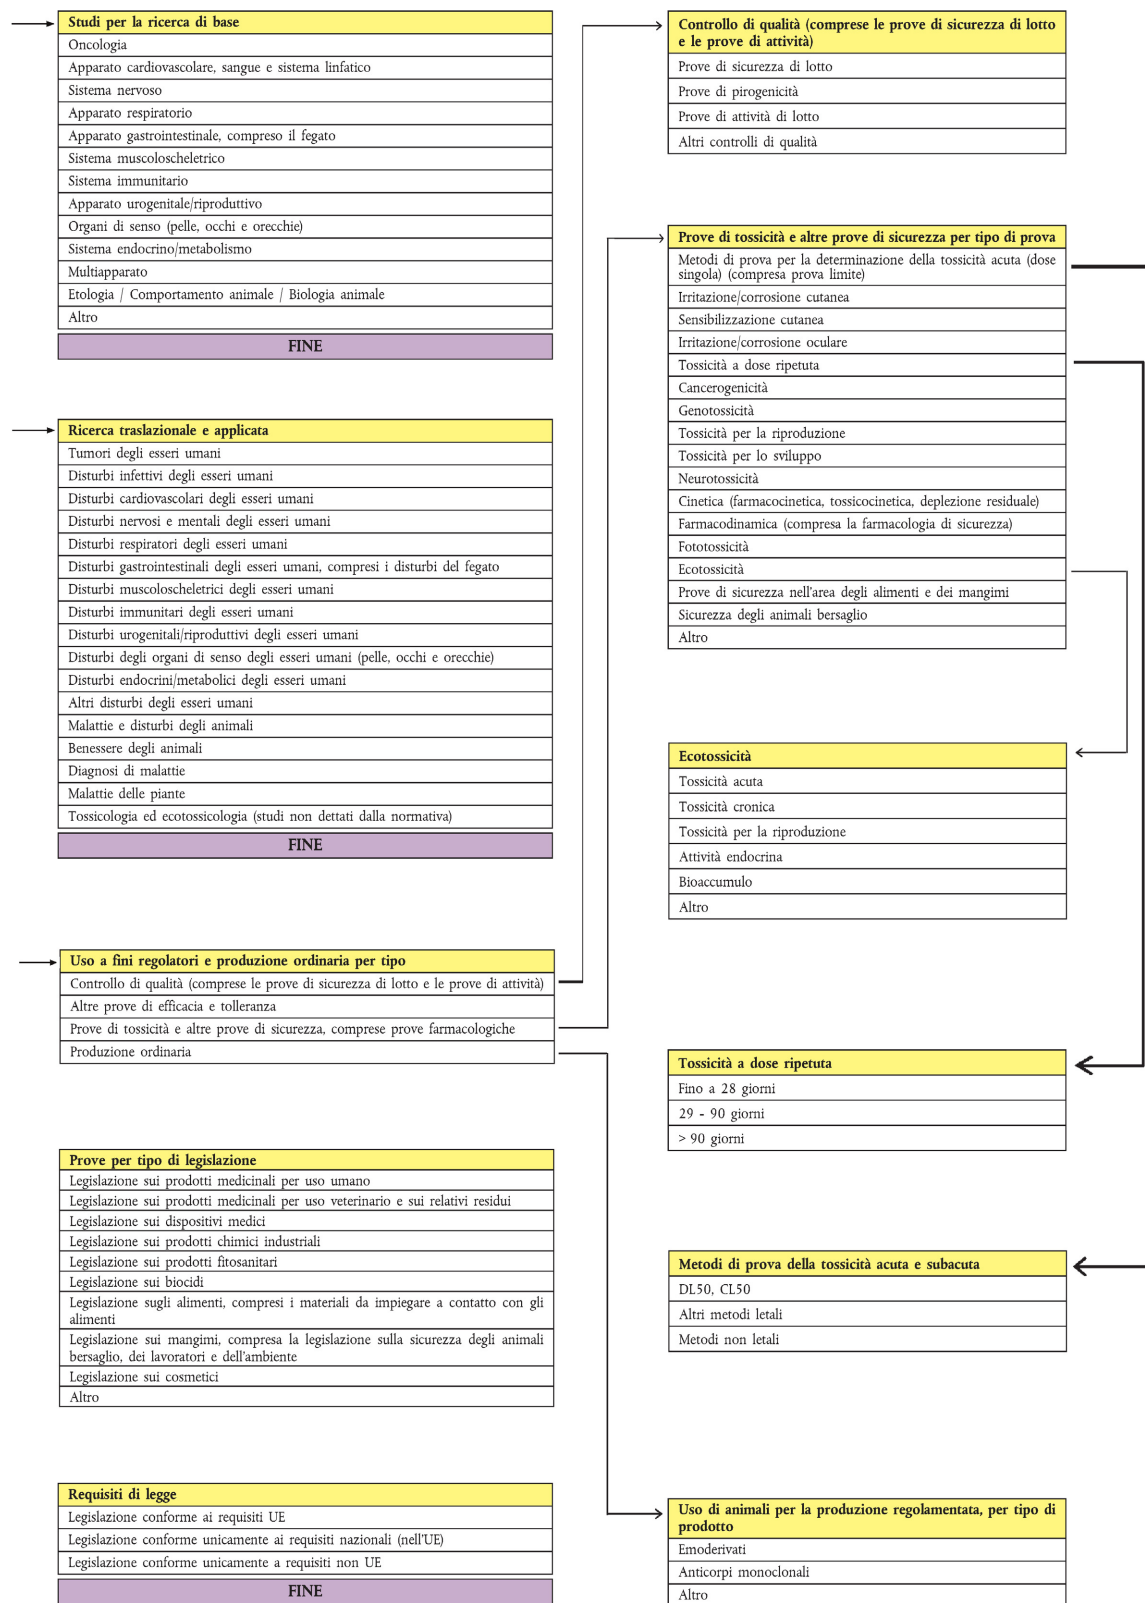 Studi per la ricerca di base
Oncologia
Apparato cardiovascolare, sangue e sistema linfatico
Sistema nervoso
Apparato respiratorio
Apparato gastrointestinale, compreso il fegato
Sistema muscoloscheletrico
Sistema immunitario
Apparato urogenitale/riproduttivo
Organi di senso (pelle, occhi e orecchie)
Sistema endocrino/metabolismo
Multiapparato
Etologia / Comportamento animale / Biologia animale
Altro
FINE
Ricerca traslazionale e applicata
Tumori degli esseri umani
Disturbi infettivi degli esseri umani
Disturbi cardiovascolari degli esseri umani
Disturbi nervosi e mentali degli esseri umani
Disturbi respiratori degli esseri umani
Disturbi gastrointestinali degli esseri umani, compresi i disturbi del fegato
Disturbi muscoloscheletrici degli esseri umani
Disturbi immunitari degli esseri umani
Disturbi urogenitali/riproduttivi degli esseri umani
Disturbi degli organi di senso degli esseri umani (pelle, occhi e orecchie)
Disturbi endocrini/metabolici degli esseri umani
Altri disturbi degli esseri umani
Malattie e disturbi degli animali
Benessere degli animali
Diagnosi di malattie
Malattie delle piante
Tossicologia ed ecotossicologia (studi non dettati dalla normativa)
FINE
Uso a fini regolatori e produzione ordinaria per tipo
Controllo di qualità (comprese le prove di sicurezza di lotto e le prove di attività)
Altre prove di efficacia e tolleranza
Prove di tossicità e altre prove di sicurezza, comprese prove farmacologiche
Produzione ordinaria
Prove per tipo di legislazione
Legislazione sui prodotti medicinali per uso umano
Legislazione sui prodotti medicinali per uso veterinario e sui relativi residui
Legislazione sui dispositivi medici
Legislazione sui prodotti chimici industriali
Legislazione sui prodotti fitosanitari
Legislazione sui biocidi
Legislazione sugli alimenti, compresi i materiali da impiegare a contatto con gli
alimenti
Legislazione sui mangimi, compresa la legislazione sulla sicurezza degli animali
bersaglio, dei lavoratori e dell'ambiente
Legislazione sui cosmetici
Altro
Requisiti di legge
Legislazione conforme ai requisiti UE
Legislazione conforme unicamente ai requisiti nazionali (nell'UE)
Legislazione conforme unicamente a requisiti non UE
FINE
Controllo di qualità (comprese le prove di sicurezza di lotto
e le prove di attività)
Prove di sicurezza di lotto
Prove di pirogenicità
Prove di attività di lotto
Altri controlli di qualità
Prove di tossicità e altre prove di sicurezza per tipo di prova
Metodi di prova per la determinazione della tossicità acuta (dose
singola) (compresa prova limite)
Irritazione/corrosione cutanea
Sensibilizzazione cutanea
Irritazione/corrosione oculare
Tossicità a dose ripetuta
Cancerogenicità
Genotossicità
Tossicità per la riproduzione
Tossicità per lo sviluppo
Neurotossicità
Cinetica (farmacocinetica, tossicocinetica, deplezione residuale)
Farmacodinamica (compresa la farmacologia di sicurezza)
Fototossicità
Ecotossicità
Prove di sicurezza nell'area degli alimenti e dei mangimi
Sicurezza degli animali bersaglio
Altro
Ecotossicità
Tossicità acuta
Tossicità cronica
Tossicità per la riproduzione
Attività endocrina
Bioaccumulo
Altro
Tossicità a dose ripetuta
Fino a 28 giorni
29 - 90 giorni
> 90 giorni
Metodi di prova della tossicità acuta e subacuta
DL50, CL50
Altri metodi letali
Metodi non letali
Uso di animali per la produzione regolamentata, per tipo di
prodotto
Emoderivati
Anticorpi monoclonali
Altro